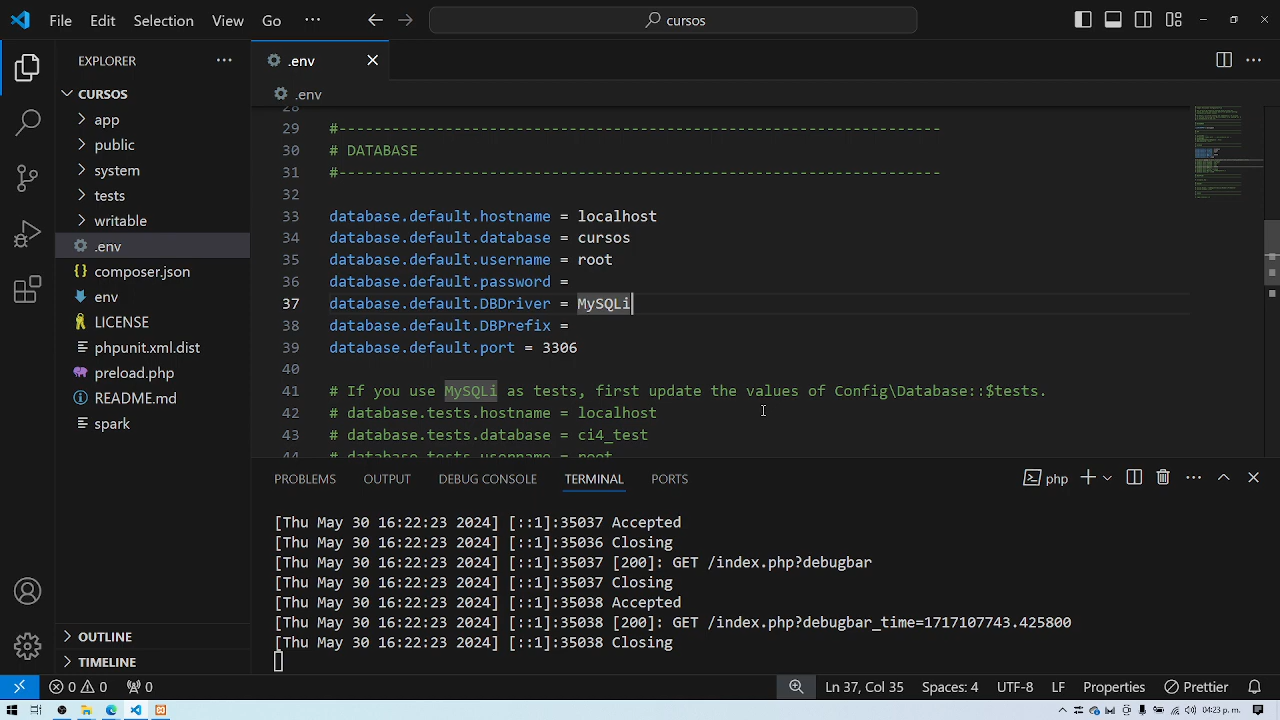 File Edit Selection View Go ··· cursos
EXPLORER ···
.env
CURSOS
.env
app
public
system
tests
writable
.env
composer.json
env
LICENSE
phpunit.xml.dist
preload.php
README.md
spark
OUTLINE
TIMELINE
28
29 #-------------------------------------------------------------------
30 # DATABASE
31 #-------------------------------------------------------------------
32
33 database.default.hostname = localhost
34 database.default.database = cursos
35 database.default.username = root
36 database.default.password =
37 database.default.DBDriver = MySQLi
38 database.default.DBPrefix =
39 database.default.port = 3306
40
41 # If you use MySQLi as tests, first update the values of Config\Database::$tests.
42 # database.tests.hostname = localhost
43 # database.tests.database = ci4_test
44 # database.tests.username = root
PROBLEMS OUTPUT DEBUG CONSOLE TERMINAL PORTS php
[Thu May 30 16:22:23 2024] [::1]:35037 Accepted
[Thu May 30 16:22:23 2024] [::1]:35036 Closing
[Thu May 30 16:22:23 2024] [::1]:35037 [200]: GET /index.php?debugbar
[Thu May 30 16:22:23 2024] [::1]:35037 Closing
[Thu May 30 16:22:23 2024] [::1]:35038 Accepted
[Thu May 30 16:22:23 2024] [::1]:35038 [200]: GET /index.php?debugbar_time=1717107743.425800
[Thu May 30 16:22:23 2024] [::1]:35038 Closing
0 0 0 Ln 37, Col 35 Spaces: 4 UTF-8 LF Properties Prettier
04:23 p. m.